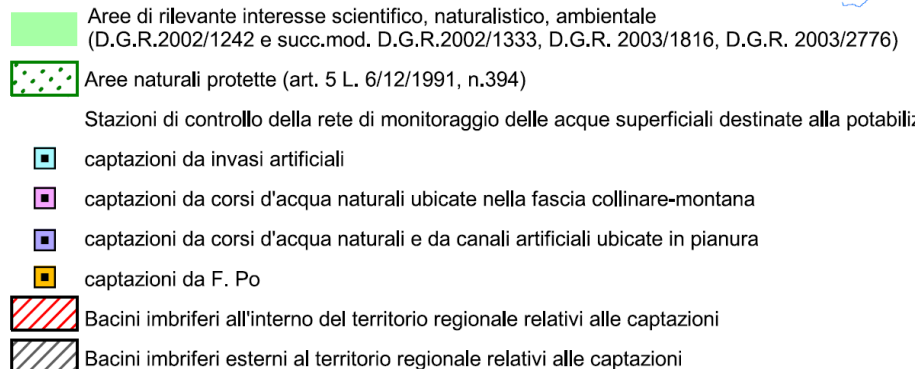 Aree di rilevante interesse scientifico, naturalistico, ambientale
(D.G.R.2002/1242 e succ.mod. D.G.R.2002/1333, D.G.R. 2003/1816, D.G.R. 2003/2776)
Aree naturali protette (art. 5 L. 6/12/1991, n.394)
Stazioni di controllo della rete di monitoraggio delle acque superficiali destinate alla
captazioni da invasi artificiali
captazioni da corsi d'acqua naturali ubicate nella fascia collinare-montana
captazioni da corsi d'acqua naturali e da canali artificiali ubicate in pianura
captazioni da F. Po
Bacini imbriferi all'interno del territorio regionale relativi alle captazioni
Bacini imbriferi esterni al territorio regionale relativi alle captazioni